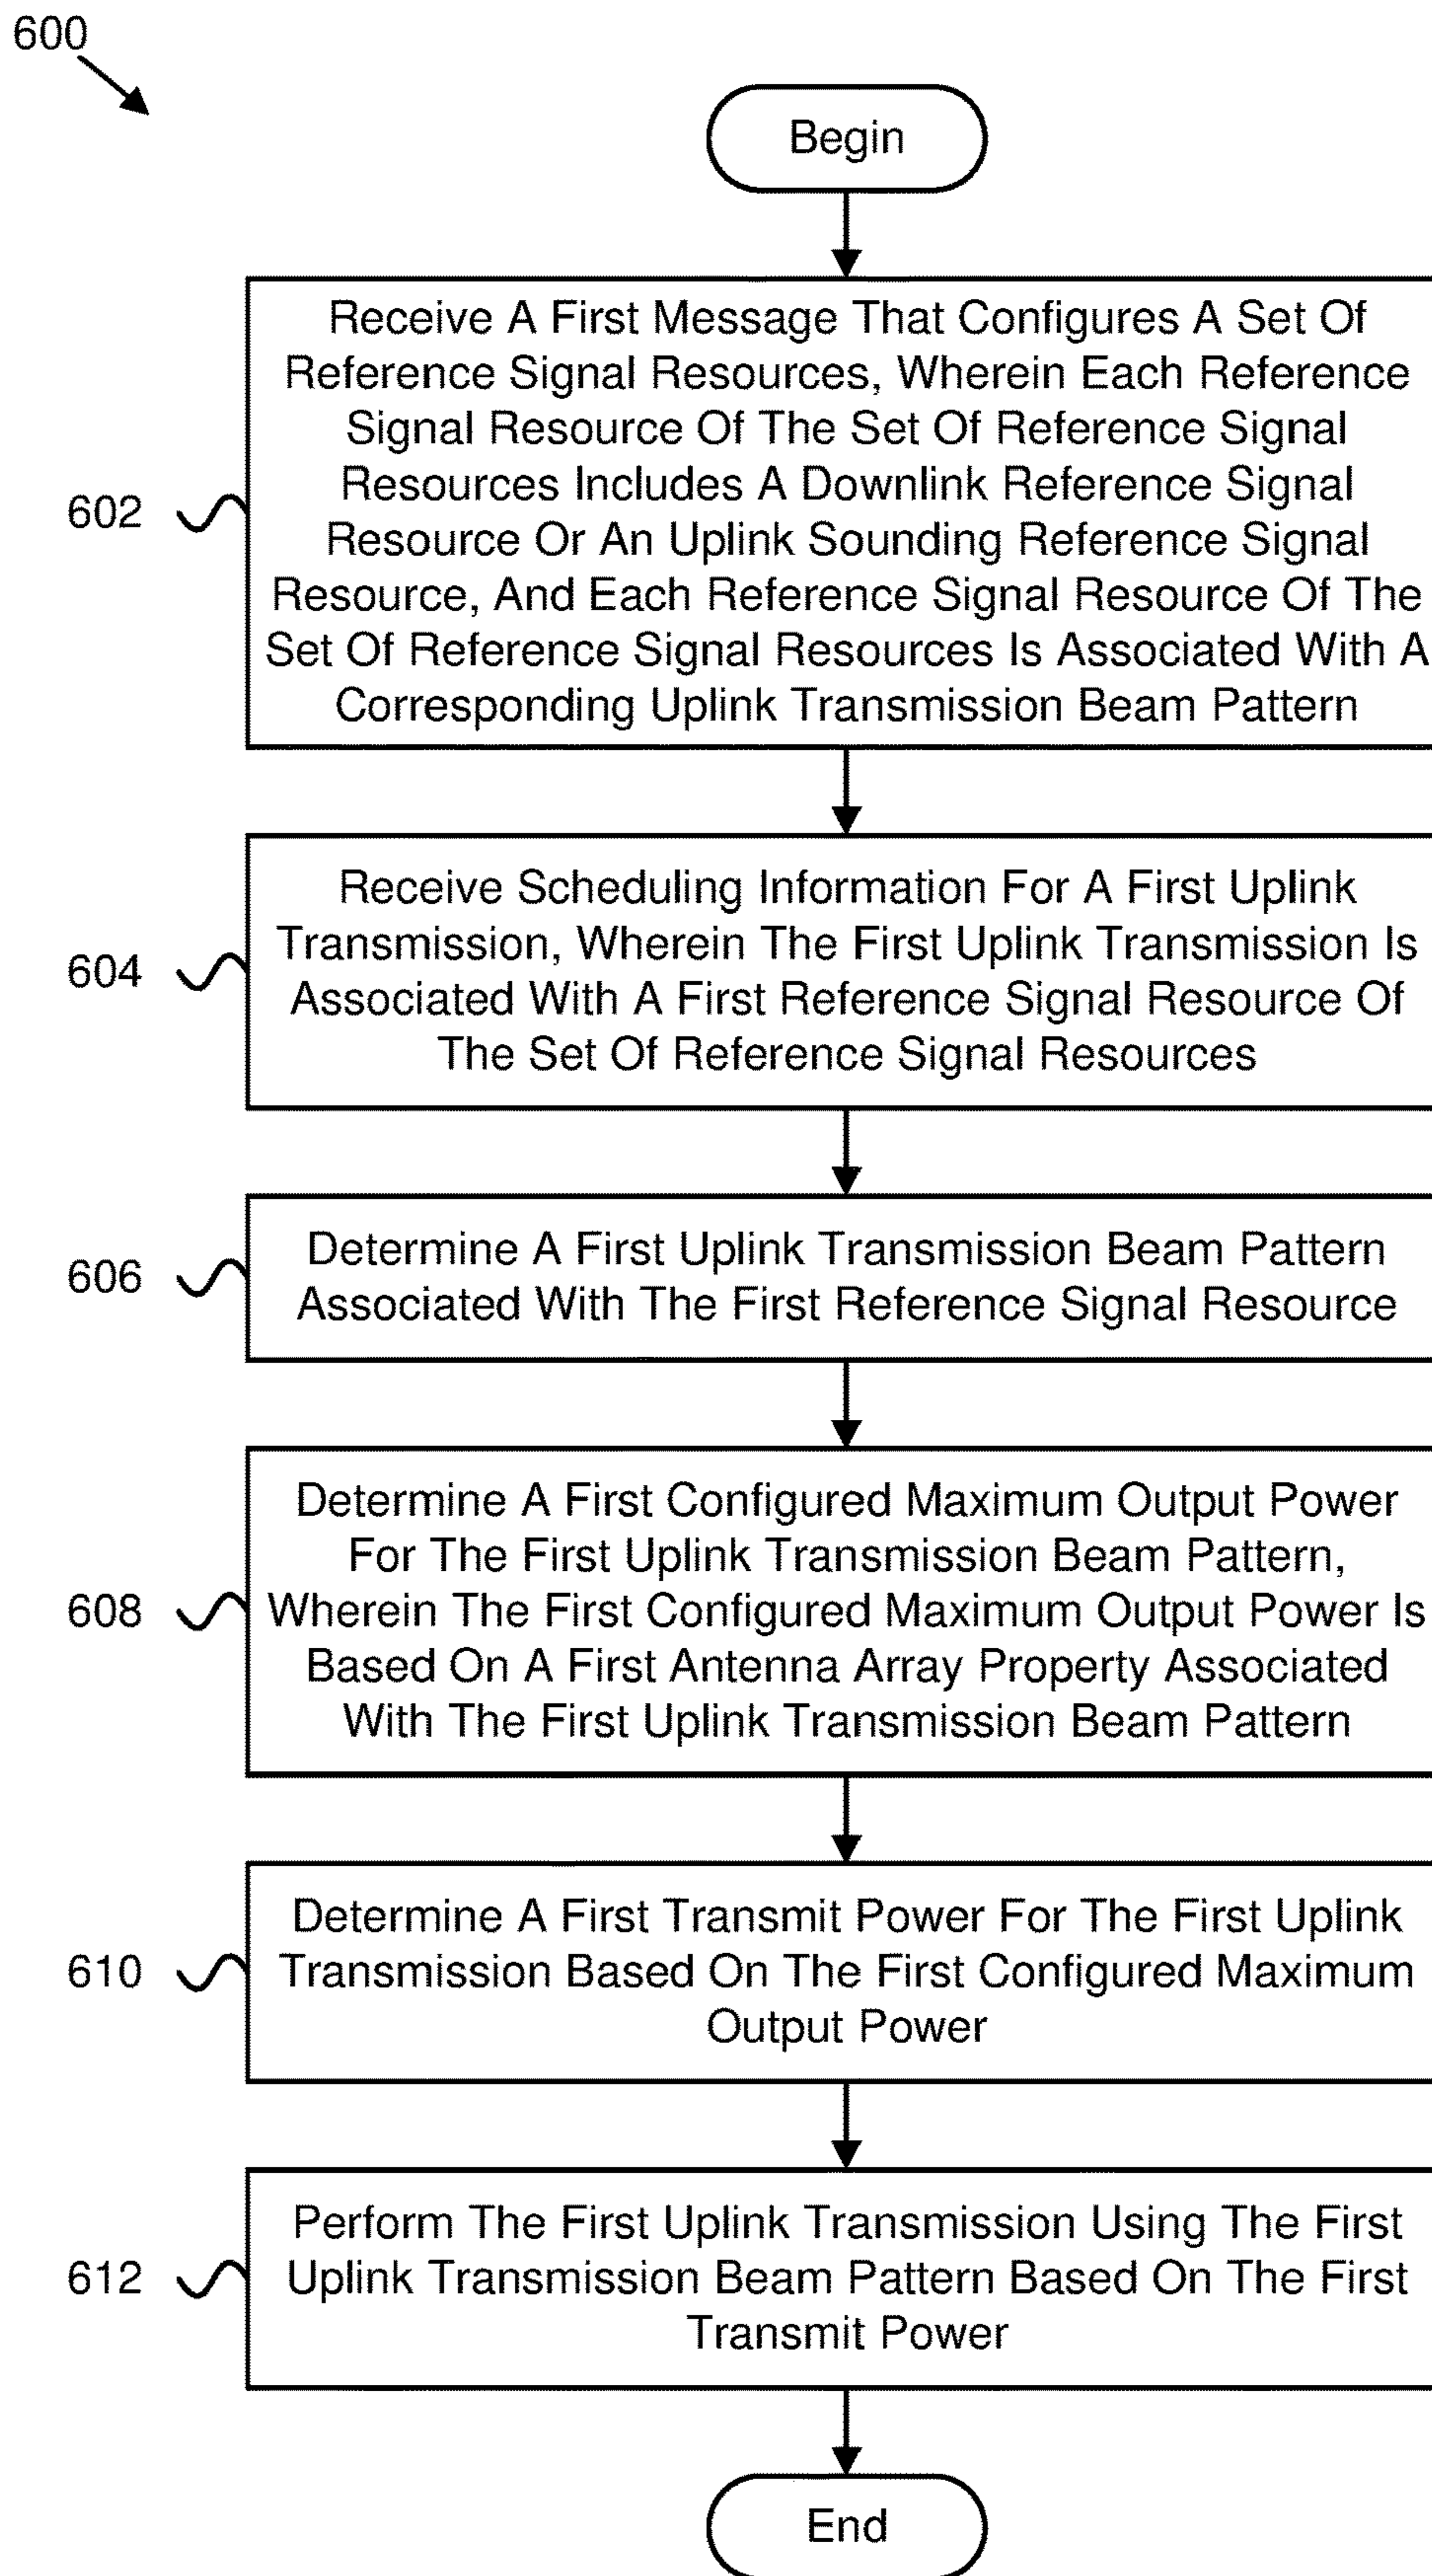 600
Begin
Receive A First Message That Configures A Set Of
Reference Signal Resources, Wherein Each Reference
Signal Resource Of The Set Of Reference Signal
Resources Includes A Downlink Reference Signal
Resource Or An Uplink Sounding Reference Signal
Resource, And Each Reference Signal Resource Of The
Set Of Reference Signal Resources Is Associated With A
Corresponding Uplink Transmission Beam Pattern
602
Receive Scheduling Information For A First Uplink
Transmission, Wherein The First Uplink Transmission Is
Associated With A First Reference Signal Resource Of
The Set Of Reference Signal Resources
604
Determine A First Uplink Transmission Beam Pattern
Associated With The First Reference Signal Resource
606
Determine A First Configured Maximum Output Power
For The First Uplink Transmission Beam Pattern,
Wherein The First Configured Maximum Output Power Is
Based On A First Antenna Array Property Associated
With The First Uplink Transmission Beam Pattern
608
Determine A First Transmit Power For The First Uplink
Transmission Based On The First Configured Maximum
Output Power
610
Perform The First Uplink Transmission Using The First
Uplink Transmission Beam Pattern Based On The First
Transmit Power
612
End